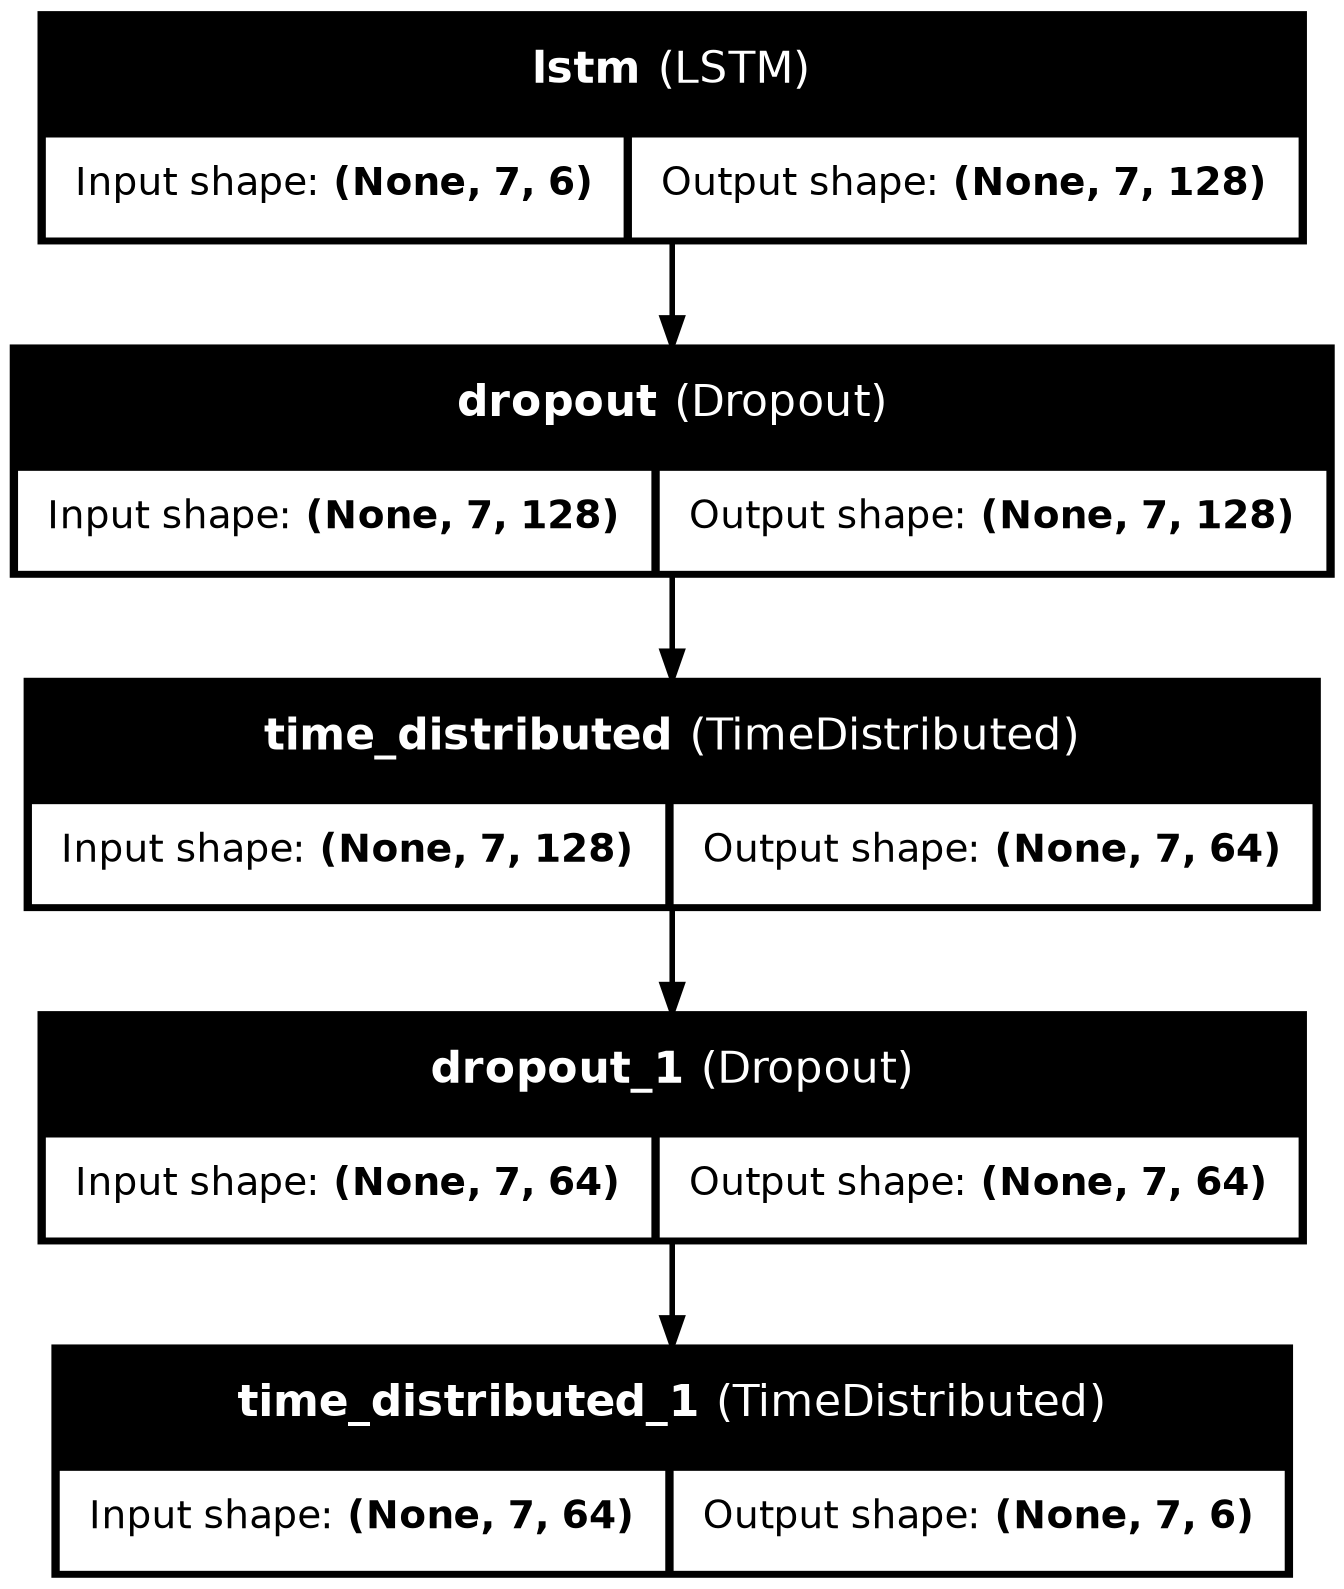 lstm (LSTM)
Input shape: (None, 7, 6) Output shape: (None, 7, 128)
dropout (Dropout)
Input shape: (None, 7, 128) Output shape: (None, 7, 128)
time_distributed (TimeDistributed)
Input shape: (None, 7, 128) Output shape: (None, 7, 64)
dropout_1 (Dropout)
Input shape: (None, 7, 64) Output shape: (None, 7, 64)
time_distributed_1 (TimeDistributed)
Input shape: (None, 7, 64) Output shape: (None, 7, 6)